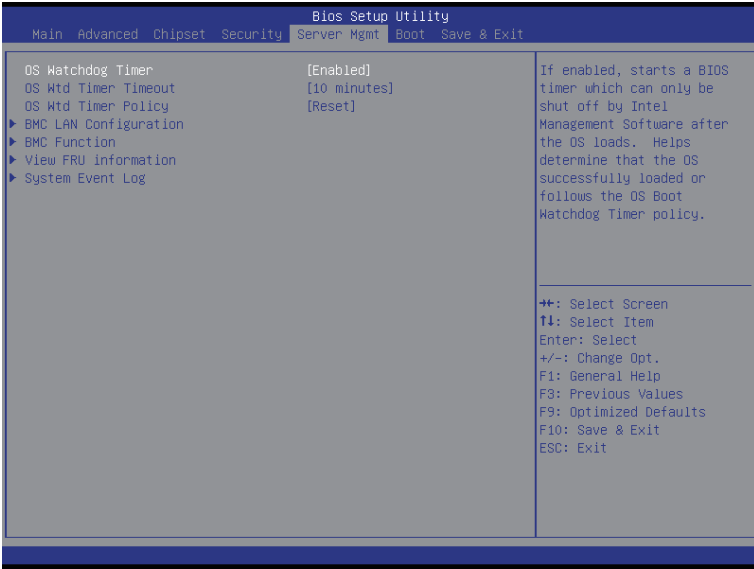 Bios Setup Utility
Main Advanced Chipset Security Server Mgmt Boot Save & Exit
OS Watchdog Timer [Enabled]
OS Wtd Timer Timeout [10 minutes]
OS Wtd Timer Policy [Reset]
BMC LAN Configuration
BMC Function
View FRU information
System Event Log
If enabled, starts a BIOS
timer which can only be
shut off by Intel
Management Software after
the OS loads. Helps
determine that the OS
successfully loaded or
follows the OS Boot
Watchdog Timer policy.
→←: Select Screen
↑↓: Select Item
Enter: Select
+/-: Change Opt.
F1: General Help
F3: Previous Values
F9: Optimized Defaults
F10: Save & Exit
ESC: Exit